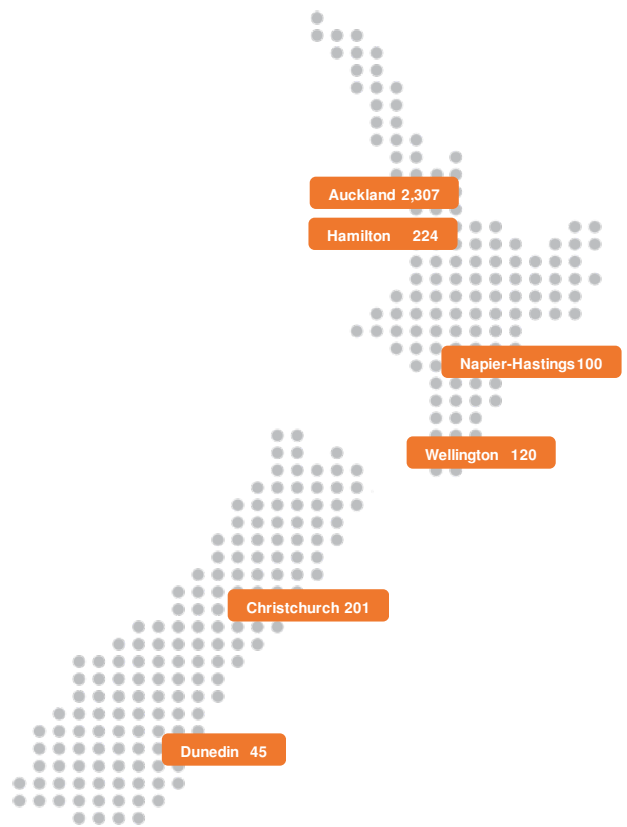 Auckland 2,307
Hamilton 224
Napier-Hastings 100
Wellington 120
Christchurch 201
Dunedin 45